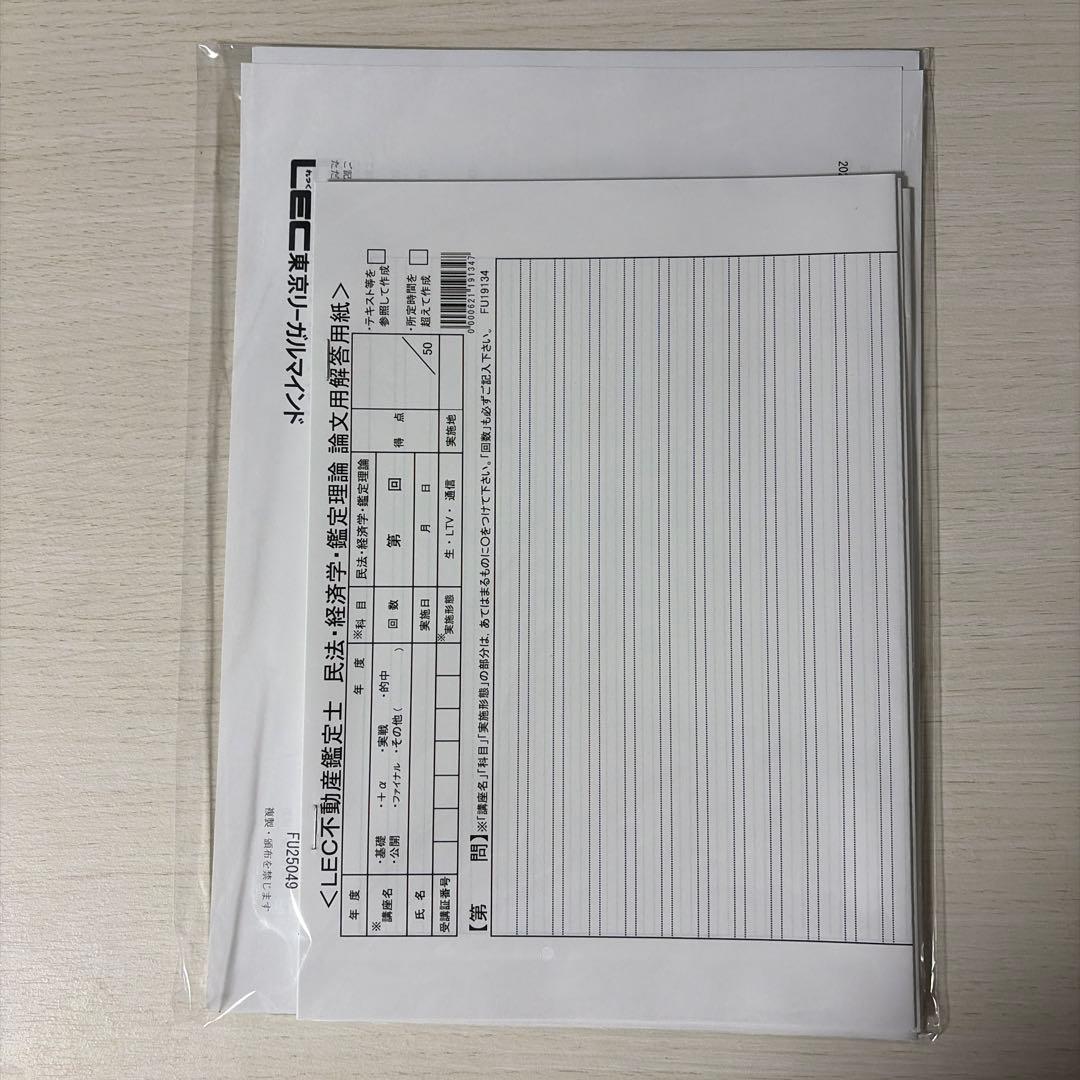 LEC東京リーガルマインド
れっく
複製・頒布を禁じます
FU25049
202
<LEC不動産鑑定士 民法・経済学・鑑定理論 論文用解答用紙>
・テキスト等を
参照して作成
・所定時間を
超えて作成
0000621191347
FU19134
年 度
年 度
※科 目
民法・経済学・鑑定理論
得 点
/50
※
講座名
・基礎 ・+α ・実戦 ・的中
・公開 ・ファイナル ・その他( )
回 数
第 回
氏 名
実施日
月 日
受講証番号
※
実施形態
生・LTV・通信
実施地
【第 問】※「講座名」「科目」「実施形態」の部分は、あてはまるものに○をつけて下さい。「回数」も必ずご記入下さい。